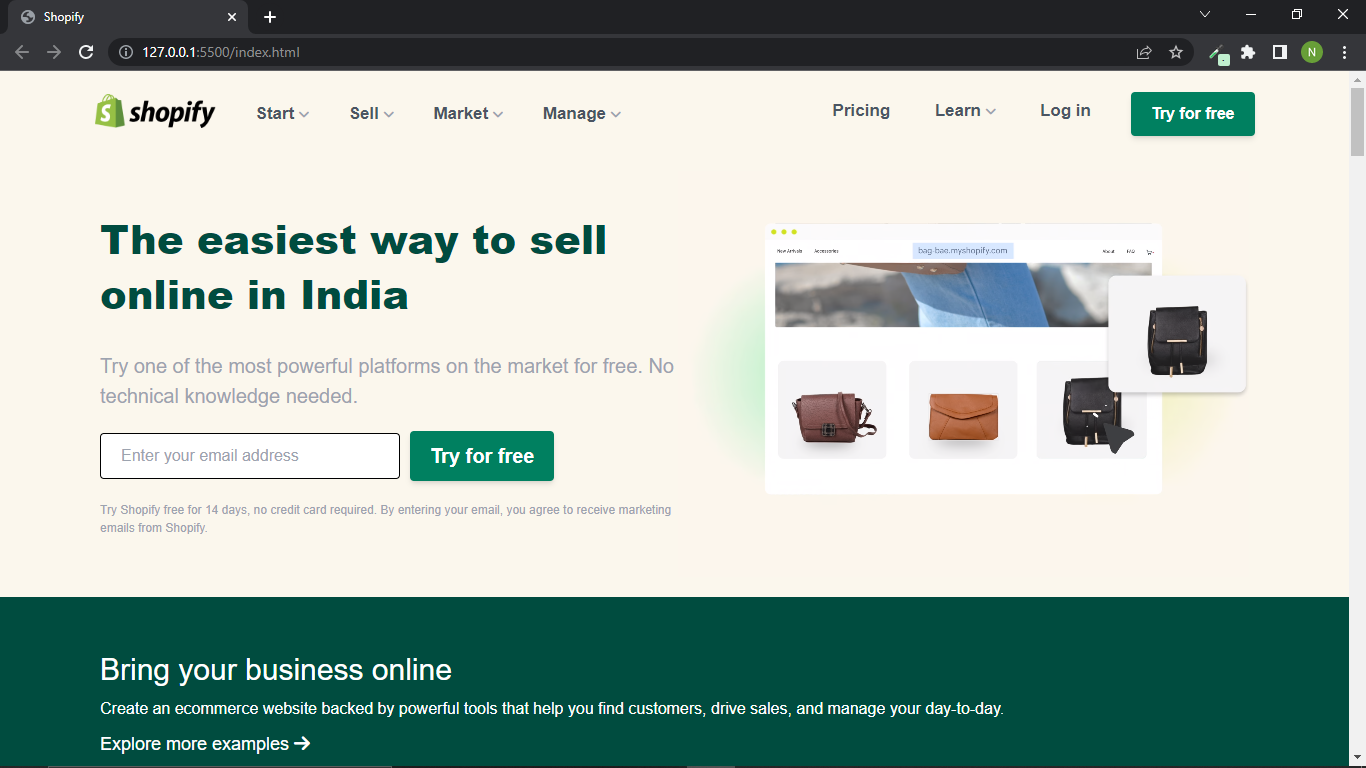 Shopify
127.0.0.1:5500/index.html
N
shopify
Start
Sell
Market
Manage
Pricing
Learn
Log in
Try for free
The easiest way to sell
online in India
Try one of the most powerful platforms on the market for free. No
technical knowledge needed.
Enter your email address
Try for free
Try Shopify free for 14 days, no credit card required. By entering your email, you agree to receive marketing
emails from Shopify.
New Arrivals
Accessories
bag-bae.myshopify.com
About
FAQ
Bring your business online
Create an ecommerce website backed by powerful tools that help you find customers, drive sales, and manage your day-to-day.
Explore more examples